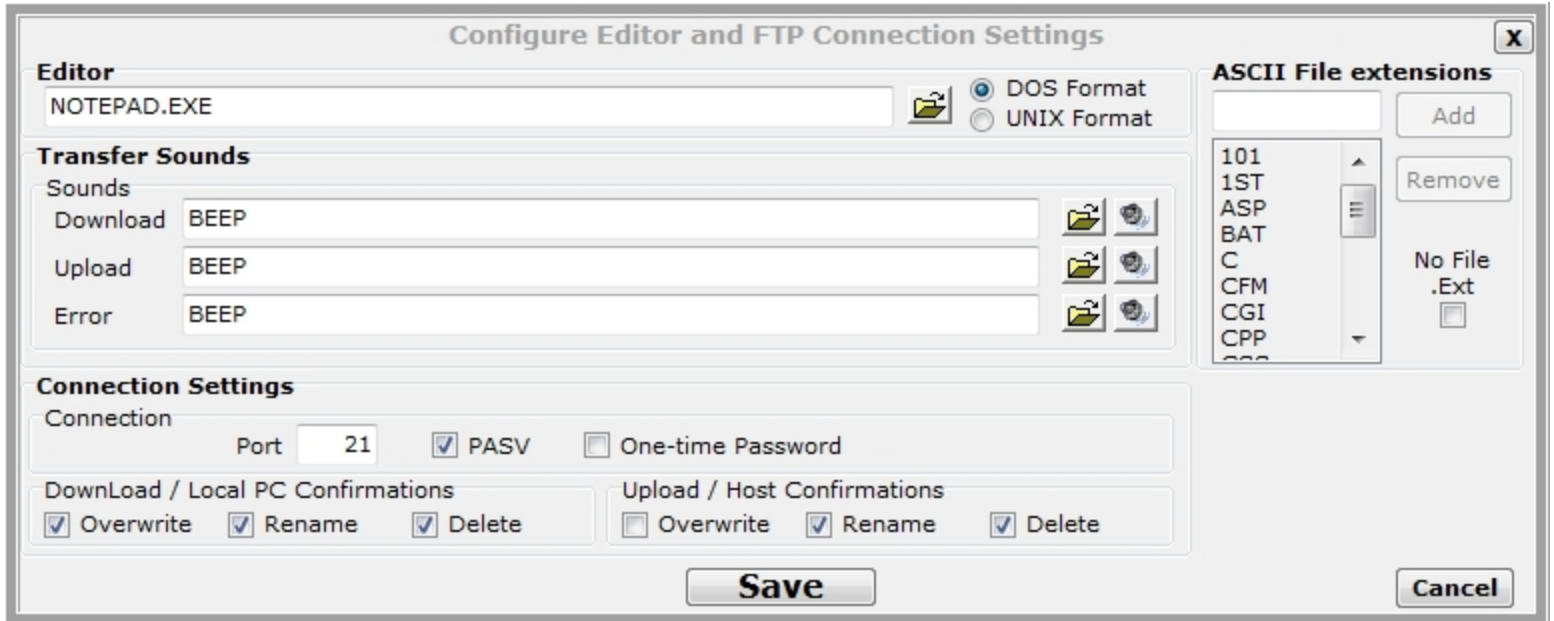 Configure Editor and FTP Connection Settings
X
Editor
NOTEPAD.EXE
DOS Format
UNIX Format
ASCII File extensions
Add
Remove
101
1ST
ASP
BAT
C
CFM
CGI
CPP
No File
.Ext
Transfer Sounds
Sounds
Download BEEP
Upload BEEP
Error BEEP
Connection Settings
Connection
Port 21 PASV One-time Password
DownLoad / Local PC Confirmations
Overwrite Rename Delete
Upload / Host Confirmations
Overwrite Rename Delete
Save
Cancel